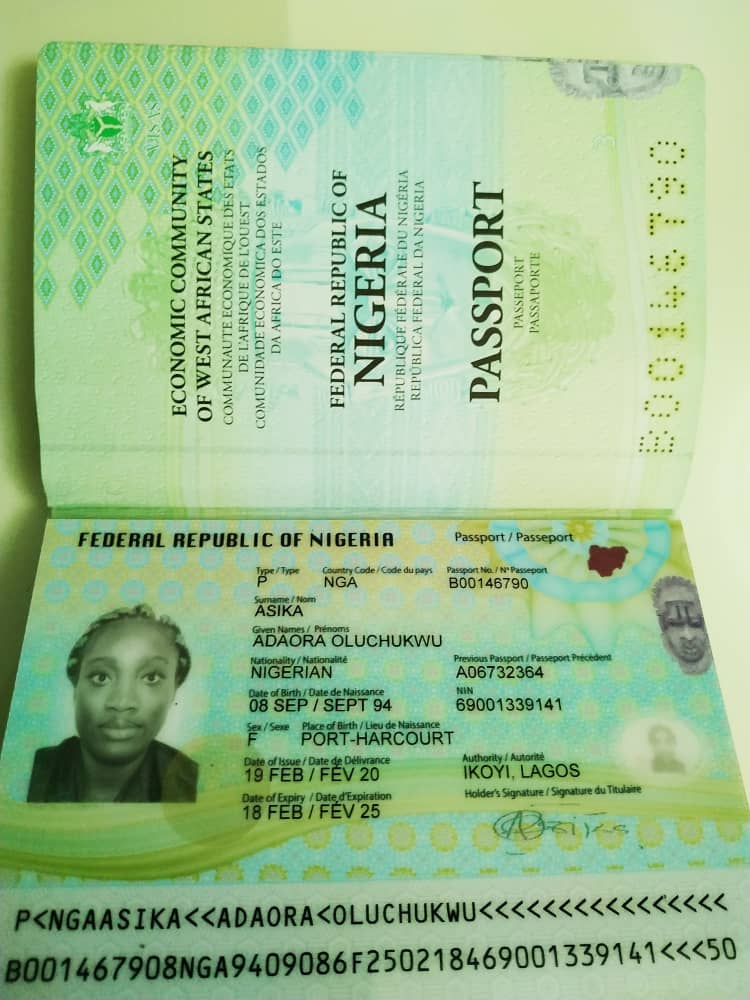 VISAS
ECONOMIC COMMUNITY
OF WEST AFRICAN STATES
COMMUNAUTE ECONOMIQUE DES ETATS
DE L'AFRIQUE DE L'OUEST
COMUNIDADE ECONOMICA DOS ESTADOS
DA AFRICA DO ESTE
FEDERAL REPUBLIC OF
NIGERIA
RÉPUBLIQUE FÉDÉRALE DU NIGÉRIA
REPÚBLICA FEDERAL DA NIGERIA
PASSPORT
PASSEPORT
PASSAPORTE
B00146790
FEDERAL REPUBLIC OF NIGERIA
Passport / Passeport
Type / Type Country Code / Code du pays Passport No. / N° Passeport
P NGA B00146790
Surname / Nom
ASIKA
Given Names / Prénoms
ADAORA OLUCHUKWU
Nationality / Nationalité Previous Passport / Passeport Précédent
NIGERIAN A06732364
Date of Birth / Date de Naissance NIN
08 SEP / SEPT 94 69001339141
Sex / Sexe Place of Birth / Lieu de Naissance
F PORT-HARCOURT
Date of Issue / Date de Délivrance Authority / Autorité
19 FEB / FÉV 20 IKOYI, LAGOS
Date of Expiry / Date d'Expiration Holder's Signature / Signature du Titulaire
18 FEB / FÉV 25
P<NGAASIKA<<ADAORA<OLUCHUKWU<<<<<<<<<<<<<<<<
B001467908NGA9409086F250218469001339141<<<50